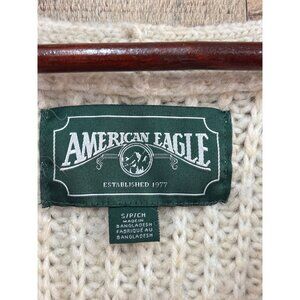 AMERICAN EAGLE
ESTABLISHED 1977
S/P/CH
MADE IN
BANGLADESH
FABRIQUÉ AU
BANGLADESH